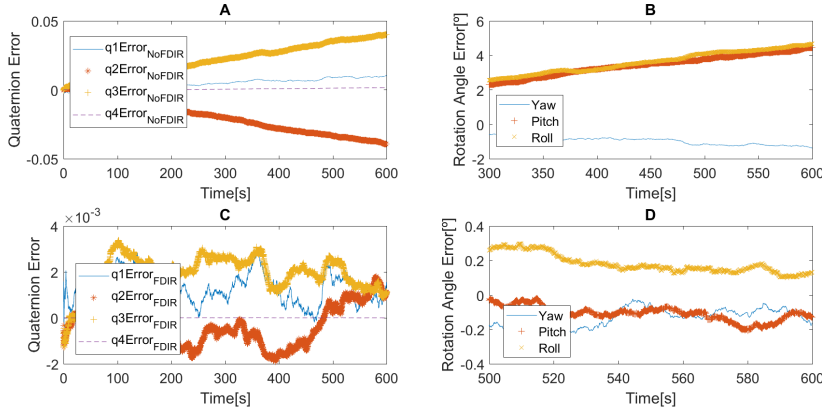 A
0.05
0
-0.05
Quaternion Error
q1Error_NoFDIR
q2Error_NoFDIR
q3Error_NoFDIR
q4Error_NoFDIR
0 100 200 300 400 500 600
Time[s]
B
6
4
2
0
-2
Rotation Angle Error[º]
Yaw
Pitch
Roll
300 350 400 450 500 550 600
Time[s]
C
×10⁻³
4
2
0
-2
Quaternion Error
q1Error_FDIR
q2Error_FDIR
q3Error_FDIR
q4Error_FDIR
0 100 200 300 400 500 600
Time[s]
D
0.4
0.2
0
-0.2
-0.4
Rotation Angle Error[º]
Yaw
Pitch
Roll
500 520 540 560 580 600
Time[s]